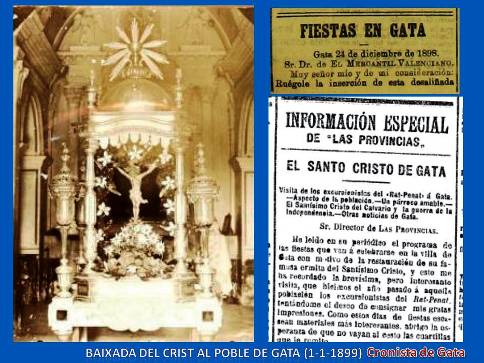 FIESTAS EN GATA
Gata 24 de diciembre de 1898.
Sr. Dr. de EL MERCANTIL VALENCIANO.
Muy señor mío y de mi consideración:
Ruégole la inserción de esta desaliñada
INFORMACIÓN ESPECIAL
DE "LAS PROVINCIAS"
EL SANTO CRISTO DE GATA
Visita de los excursionistas del «Rat-Penat» á Gata.
—Aspecto de la población.—Un párroco amable.—
El Santísimo Cristo del Calvario y la guerra de la
Independencia.—Otras noticias de Gata.
Sr. Director de LAS PROVINCIAS.
He leído en su periódico el programa de
las fiestas que van á celebrarse en la villa de
Gata con motivo de la restauración de su fa-
mosa ermita del Santísimo Cristo, y esto me
ha recordado la brevísima, pero interesante
visita, que hicimos el año pasado á aquella
población los excursionistas del Rat-Penat,
tentándome el deseo de consignar mis gratas
impresiones. Como estos días de fiestas esca-
sean materiales más interesantes, abrigo la es-
peranza de que no vayan al cesto las cuartillas
que le remito.
BAIXADA DEL CRIST AL POBLE DE GATA (1-1-1899) Cronista de Gata